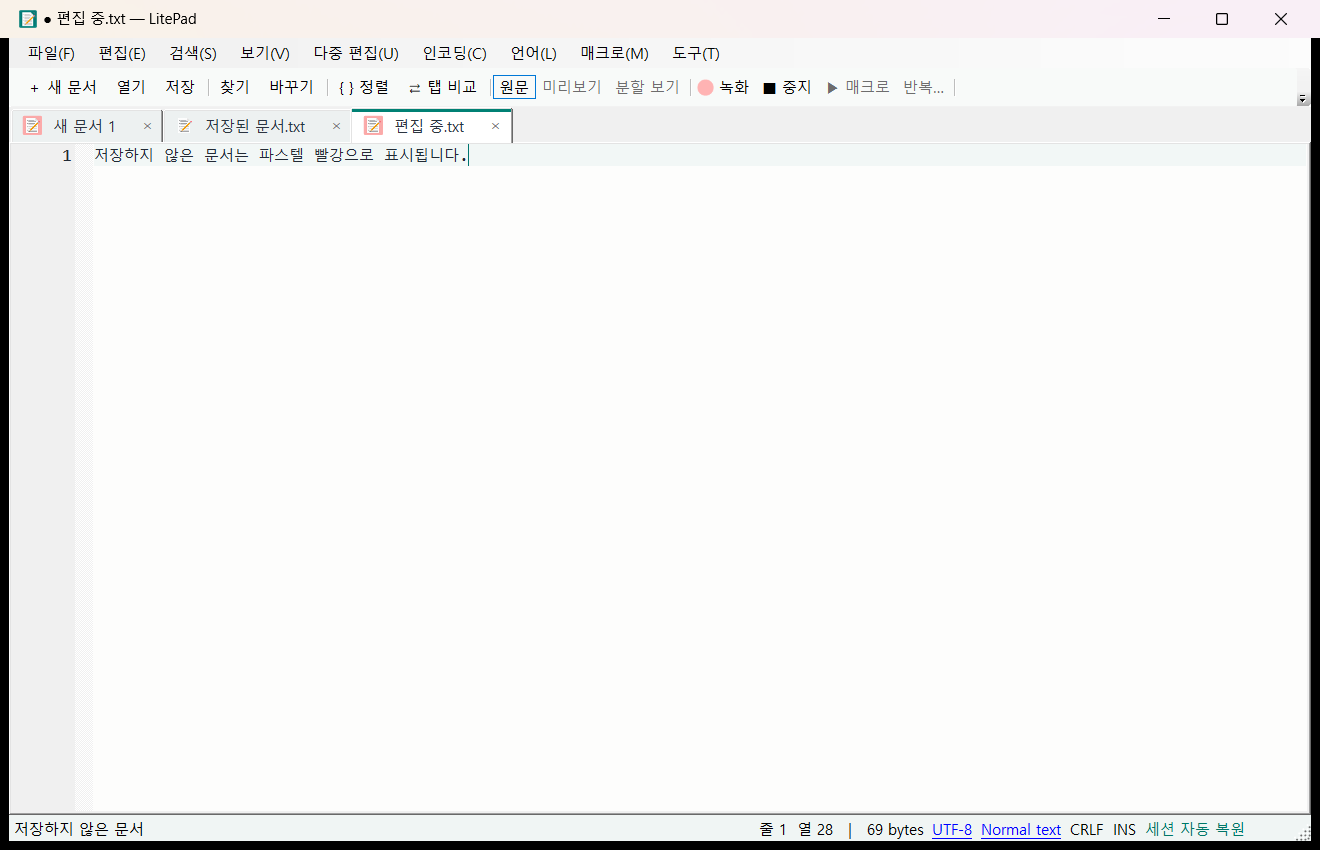 ● 편집 중.txt — LitePad
파일(F) 편집(E) 검색(S) 보기(V) 다중 편집(U) 인코딩(C) 언어(L) 매크로(M) 도구(T)
+ 새 문서 열기 저장 찾기 바꾸기 { } 정렬 ⇄ 탭 비교 원문 미리보기 분할 보기 녹화 ■ 중지 ▶ 매크로 반복...
새 문서 1 × 저장된 문서.txt × 편집 중.txt ×
1 저장하지 않은 문서는 파스텔 빨강으로 표시됩니다.
저장하지 않은 문서 줄 1 열 28 | 69 bytes UTF-8 Normal text CRLF INS 세션 자동 복원